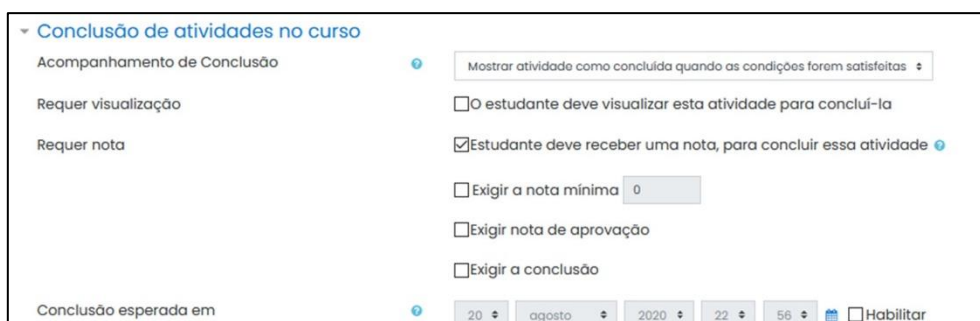 Conclusão de atividades no curso
Acompanhamento de Conclusão Mostrar atividade como concluída quando as condições forem satisfeitas
Requer visualização O estudante deve visualizar esta atividade para concluí-la
Requer nota Estudante deve receber uma nota, para concluir essa atividade
Exigir a nota mínima 0
Exigir nota de aprovação
Exigir a conclusão
Conclusão esperada em 20 agosto 2020 22 56 Habilitar